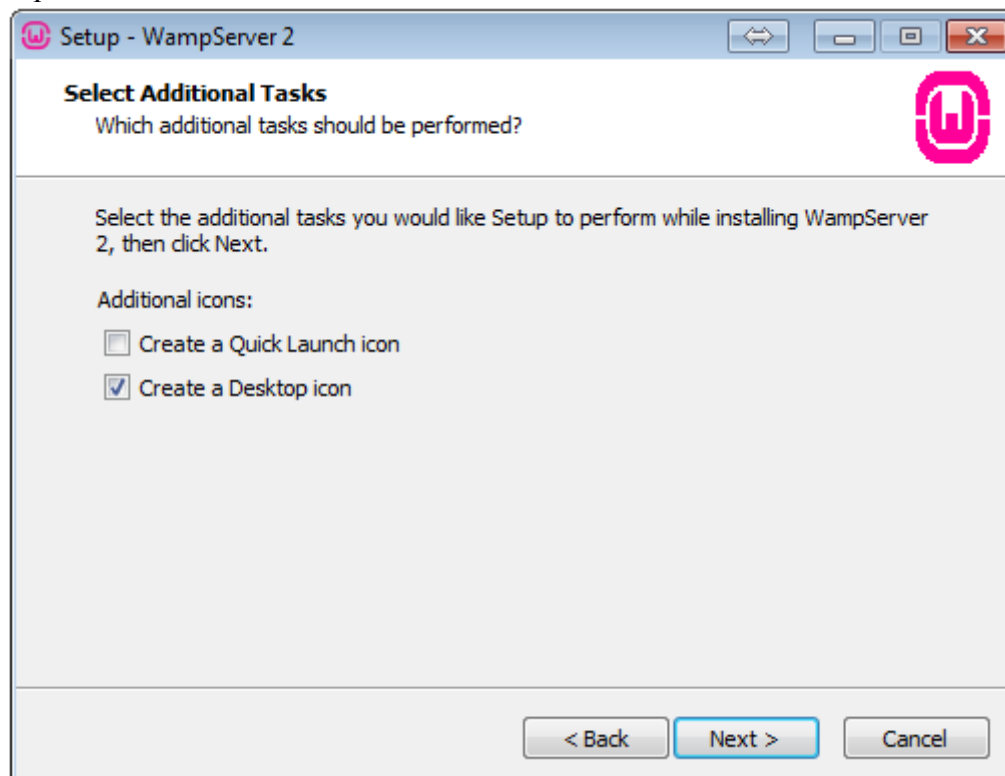 Setup - WampServer 2
Select Additional Tasks
Which additional tasks should be performed?
Select the additional tasks you would like Setup to perform while installing WampServer
2, then click Next.
Additional icons:
Create a Quick Launch icon
Create a Desktop icon
< Back
Next >
Cancel